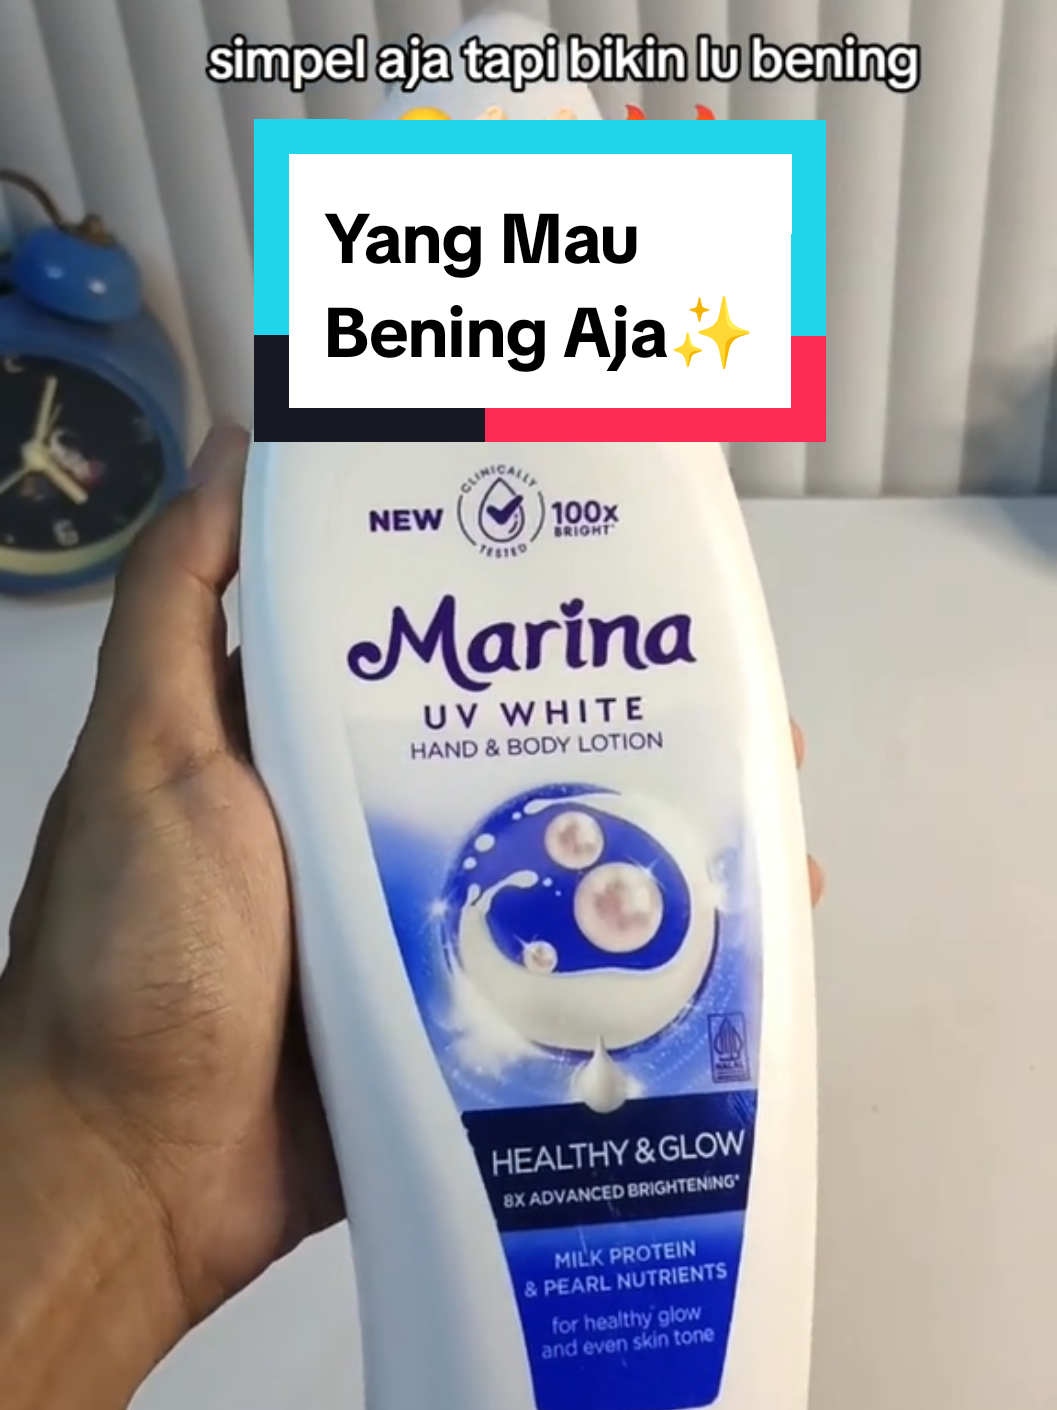 simpel aja tapi bikin lu bening
Yang Mau
Bening Aja✨
NEW
CLINICALLY
TESTED
100x
BRIGHT*
Marina
UV WHITE
HAND & BODY LOTION
HALAL
HEALTHY & GLOW
8X ADVANCED BRIGHTENING*
MILK PROTEIN
& PEARL NUTRIENTS
for healthy glow
and even skin tone